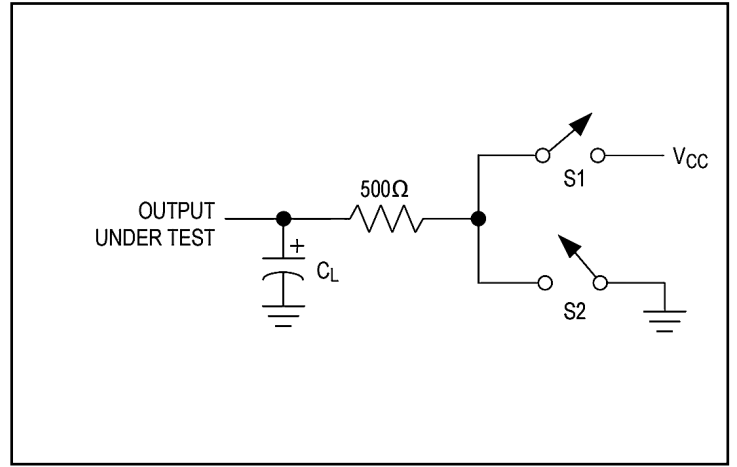 OUTPUT
UNDER TEST
+
CL
500Ω
S1
VCC
S2